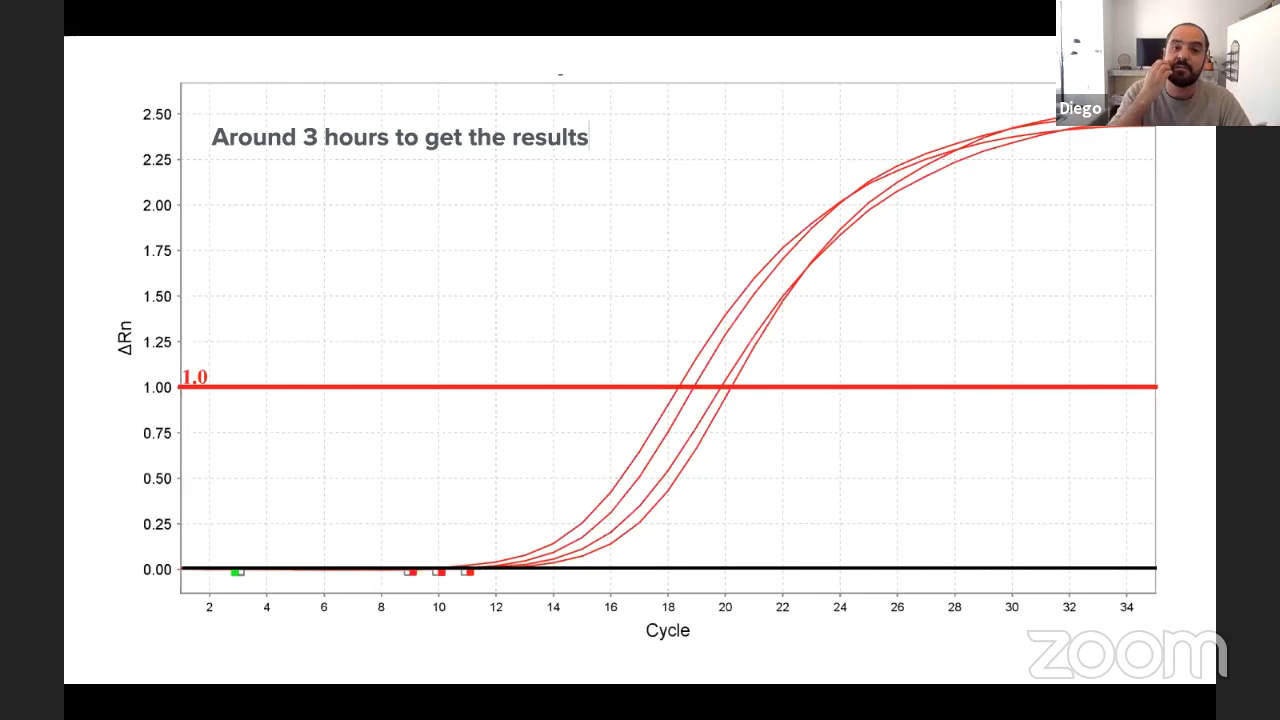 Around 3 hours to get the results
Diego
2.50
2.25
2.00
1.75
1.50
1.25
1.0
1.00
0.75
0.50
0.25
0.00
ΔRn
2 4 6 8 10 12 14 16 18 20 22 24 26 28 30 32 34
Cycle
zoom